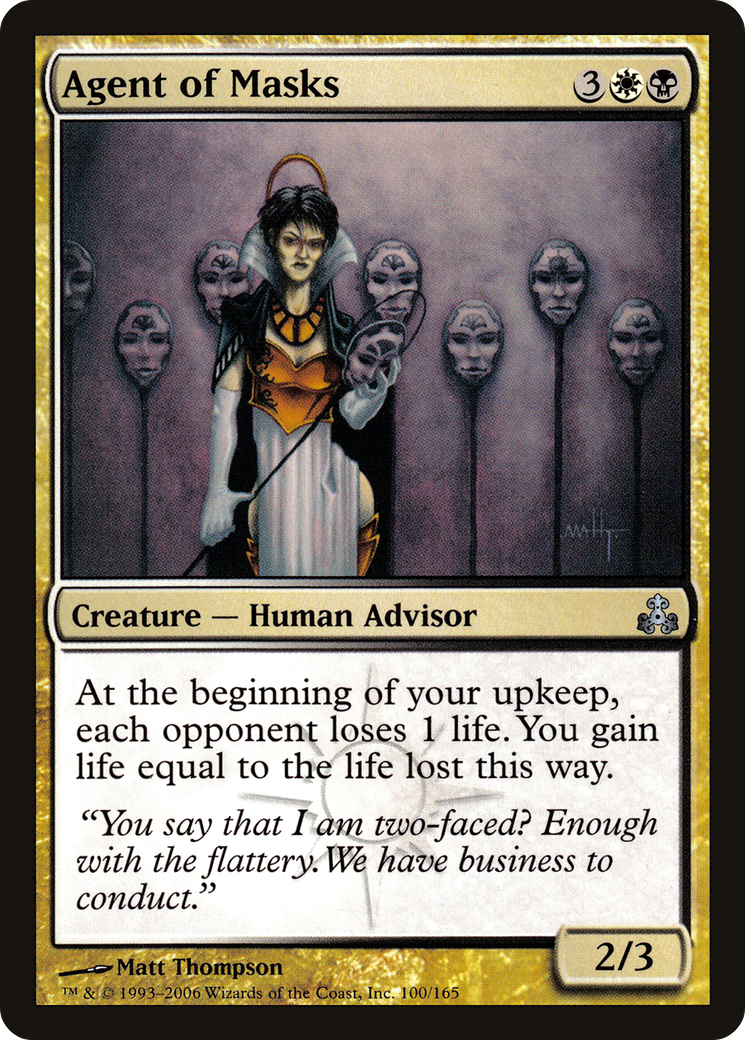 Agent of Masks
3
Matt.
Creature — Human Advisor
At the beginning of your upkeep,
each opponent loses 1 life. You gain
life equal to the life lost this way.
“You say that I am two-faced? Enough
with the flattery. We have business to
conduct.”
2/3
Matt Thompson
™ & © 1993–2006 Wizards of the Coast, Inc. 100/165